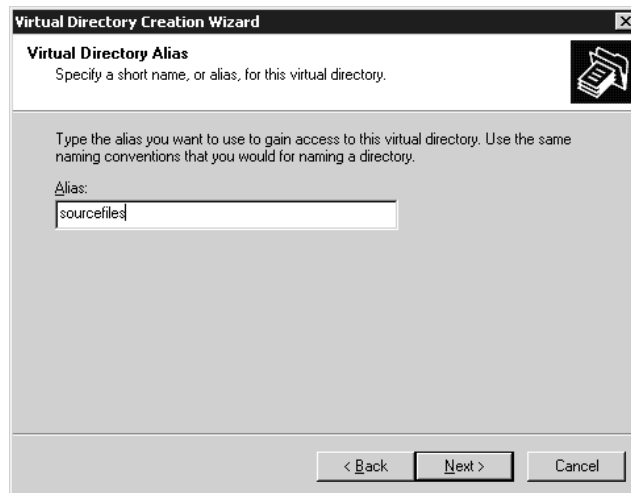 Virtual Directory Creation Wizard
Virtual Directory Alias
Specify a short name, or alias, for this virtual directory.
Type the alias you want to use to gain access to this virtual directory. Use the same
naming conventions that you would for naming a directory.
Alias:
sourcefiles
< Back Next > Cancel